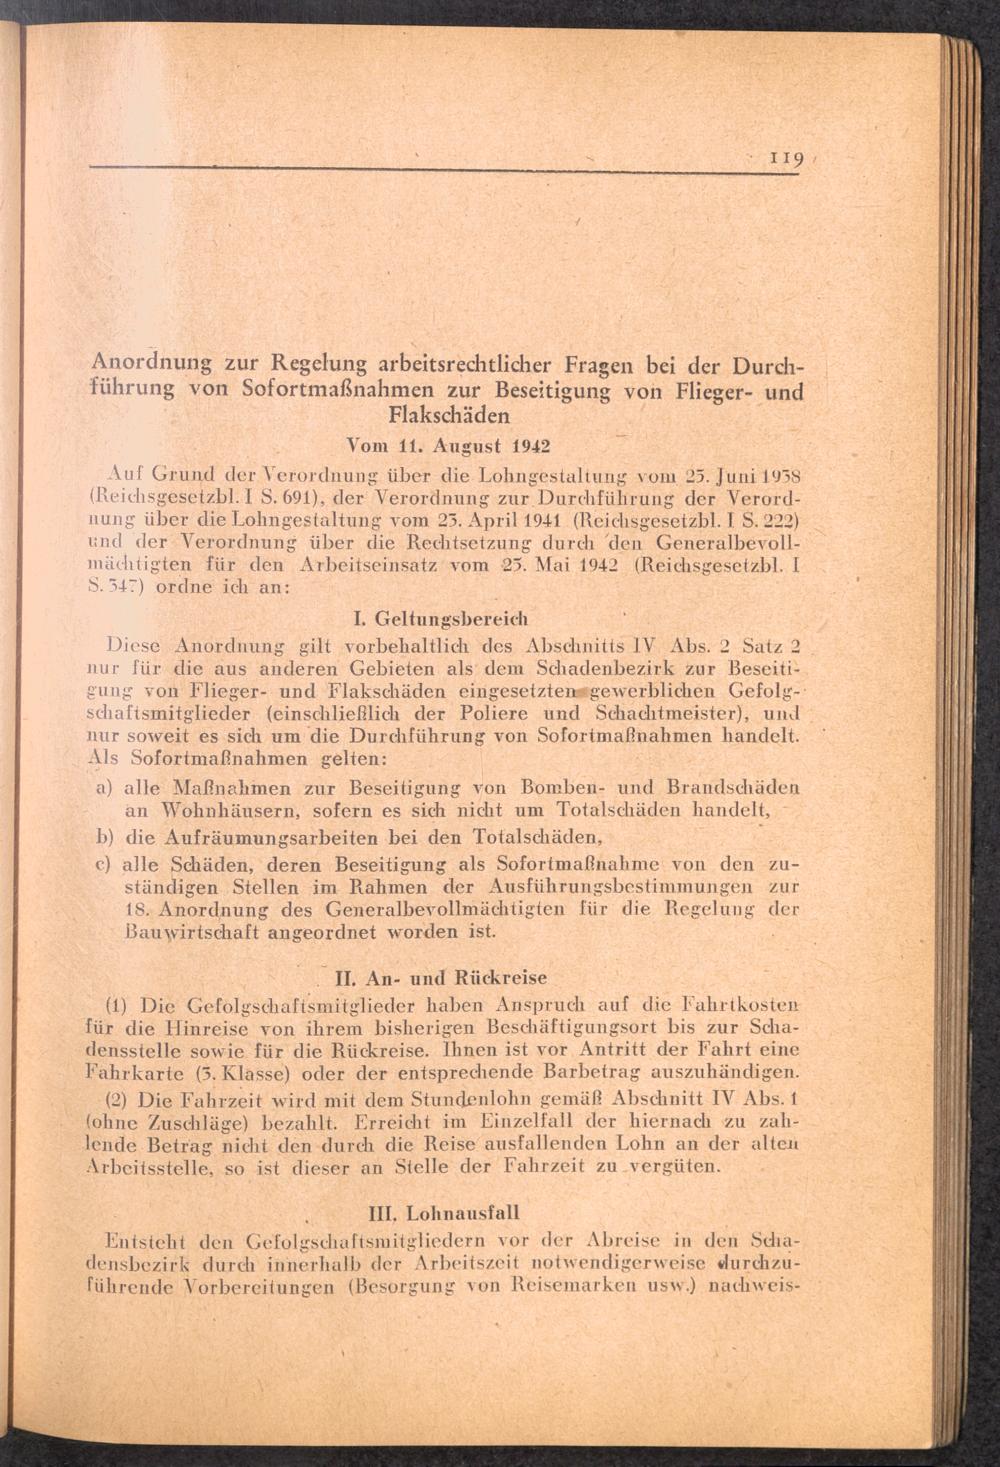 119
Anordnung zur Regelung arbeitsrechtlicher Fragen bei der Durch-
führung von Sofortmaßnahmen zur Beseitigung von Flieger- und
Flakschäden
Vom 11. August 1942
Auf Grund der Verordnung über die Lohngestaltung vom 25. Juni 1938
(Reichsgesetzbl. I S. 691), der Verordnung zur Durchführung der Verord-
nung über die Lohngestaltung vom 23. April 1941 (Reichsgesetzbl. I S. 222)
und der Verordnung über die Rechtsetzung durch den Generalbevoll-
mächtigten für den Arbeitseinsatz vom 25. Mai 1942 (Reichsgesetzbl. I
S. 347) ordne ich an:
I. Geltungsbereich
Diese Anordnung gilt vorbehaltlich des Abschnitts IV Abs. 2 Satz 2
nur für die aus anderen Gebieten als dem Schadenbezirk zur Beseiti-
gung von Flieger- und Flakschäden eingesetzten gewerblichen Gefolg-
schaftsmitglieder (einschließlich der Poliere und Schachtmeister), und
nur soweit es sich um die Durchführung von Sofortmaßnahmen handelt.
Als Sofortmaßnahmen gelten:
a) alle Maßnahmen zur Beseitigung von Bomben- und Brandschäden
an Wohnhäusern, sofern es sich nicht um Totalschäden handelt,
b) die Aufräumungsarbeiten bei den Totalschäden,
c) alle Schäden, deren Beseitigung als Sofortmaßnahme von den zu-
ständigen Stellen im Rahmen der Ausführungsbestimmungen zur
18. Anordnung des Generalbevollmächtigten für die Regelung der
Bauwirtschaft angeordnet worden ist.
II. An- und Rückreise
(1) Die Gefolgschaftsmitglieder haben Anspruch auf die Fahrtkosten
für die Hinreise von ihrem bisherigen Beschäftigungsort bis zur Scha-
densstelle sowie für die Rückreise. Ihnen ist vor Antritt der Fahrt eine
Fahrkarte (3. Klasse) oder der entsprechende Barbetrag auszuhändigen.
(2) Die Fahrzeit wird mit dem Stundenlohn gemäß Abschnitt IV Abs. 1
(ohne Zuschläge) bezahlt. Erreicht im Einzelfall der hiernach zu zah-
lende Betrag nicht den durch die Reise ausfallenden Lohn an der alten
Arbeitsstelle, so ist dieser an Stelle der Fahrzeit zu vergüten.
III. Lohnausfall
Entsteht den Gefolgschaftsmitgliedern vor der Abreise in den Scha-
densbezirk durch innerhalb der Arbeitszeit notwendigerweise durchzu-
führende Vorbereitungen (Besorgung von Reisemarken usw.) nachweis-